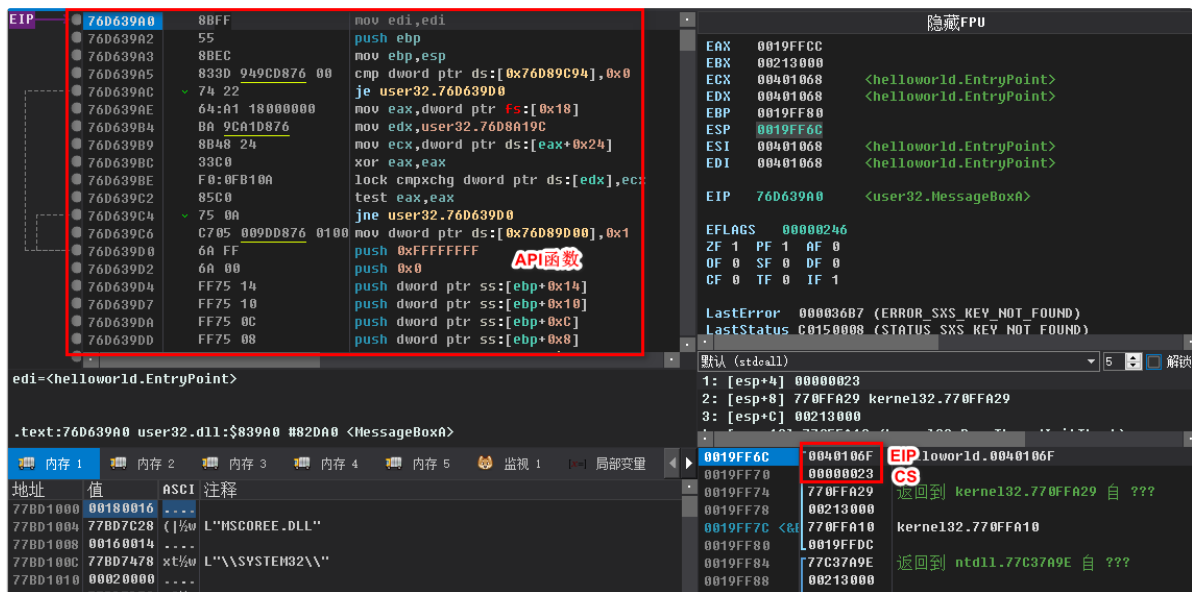 EIP
76D639A0 8BFF mov edi,edi
76D639A2 55 push ebp
76D639A3 8BEC mov ebp,esp
76D639A5 833D 949CD876 00 cmp dword ptr ds:[0x76D89C94],0x0
76D639AC 74 22 je user32.76D639D0
76D639AE 64:A1 18000000 mov eax,dword ptr fs:[0x18]
76D639B4 BA 9CA1D876 mov edx,user32.76D8A19C
76D639B9 8B48 24 mov ecx,dword ptr ds:[eax+0x24]
76D639BC 33C0 xor eax,eax
76D639BE F0:0FB10A lock cmpxchg dword ptr ds:[edx],ecx
76D639C2 85C0 test eax,eax
76D639C4 75 0A jne user32.76D639D0
76D639C6 C705 009DD876 0100 mov dword ptr ds:[0x76D89D00],0x1
76D639D0 6A FF push 0xFFFFFFFF
76D639D2 6A 00 push 0x0
76D639D4 FF75 14 push dword ptr ss:[ebp+0x14]
76D639D7 FF75 10 push dword ptr ss:[ebp+0x10]
76D639DA FF75 0C push dword ptr ss:[ebp+0xC]
76D639DD FF75 08 push dword ptr ss:[ebp+0x8]
API函数
edi=<helloworld.EntryPoint>
.text:76D639A0 user32.dll:$839A0 #82DA0 <MessageBoxA>
隐藏FPU
EAX 0019FFCC
EBX 00213000
ECX 00401068 <helloworld.EntryPoint>
EDX 00401068 <helloworld.EntryPoint>
EBP 0019FF80
ESP 0019FF6C
ESI 00401068 <helloworld.EntryPoint>
EDI 00401068 <helloworld.EntryPoint>
EIP 76D639A0 <user32.MessageBoxA>
EFLAGS 00000246
ZF 1 PF 1 AF 0
OF 0 SF 0 DF 0
CF 0 TF 0 IF 1
LastError 000036B7 (ERROR_SXS_KEY_NOT_FOUND)
LastStatus C0150008 (STATUS_SXS_KEY_NOT_FOUND)
默认 (stdcall) 5 解锁
1: [esp+4] 00000023
2: [esp+8] 770FFA29 kernel32.770FFA29
3: [esp+C] 00213000
内存 1 内存 2 内存 3 内存 4 内存 5 监视 1 局部变量
地址 值 ASCI 注释
77BD1000 00180016 ....
77BD1004 77BD7C28 (|½w L"MSCOREE.DLL"
77BD1008 00160014 ....
77BD100C 77BD7478 xt½w L"\\SYSTEM32\\"
77BD1010 00020000 ....
0019FF6C 0040106F EIP loworld.0040106F
0019FF70 00000023 CS
0019FF74 770FFA29 返回到 kernel32.770FFA29 自 ???
0019FF78 00213000
0019FF7C <&E 770FFA10 kernel32.770FFA10
0019FF80 0019FFDC
0019FF84 77C37A9E 返回到 ntdll.77C37A9E 自 ???
0019FF88 00213000